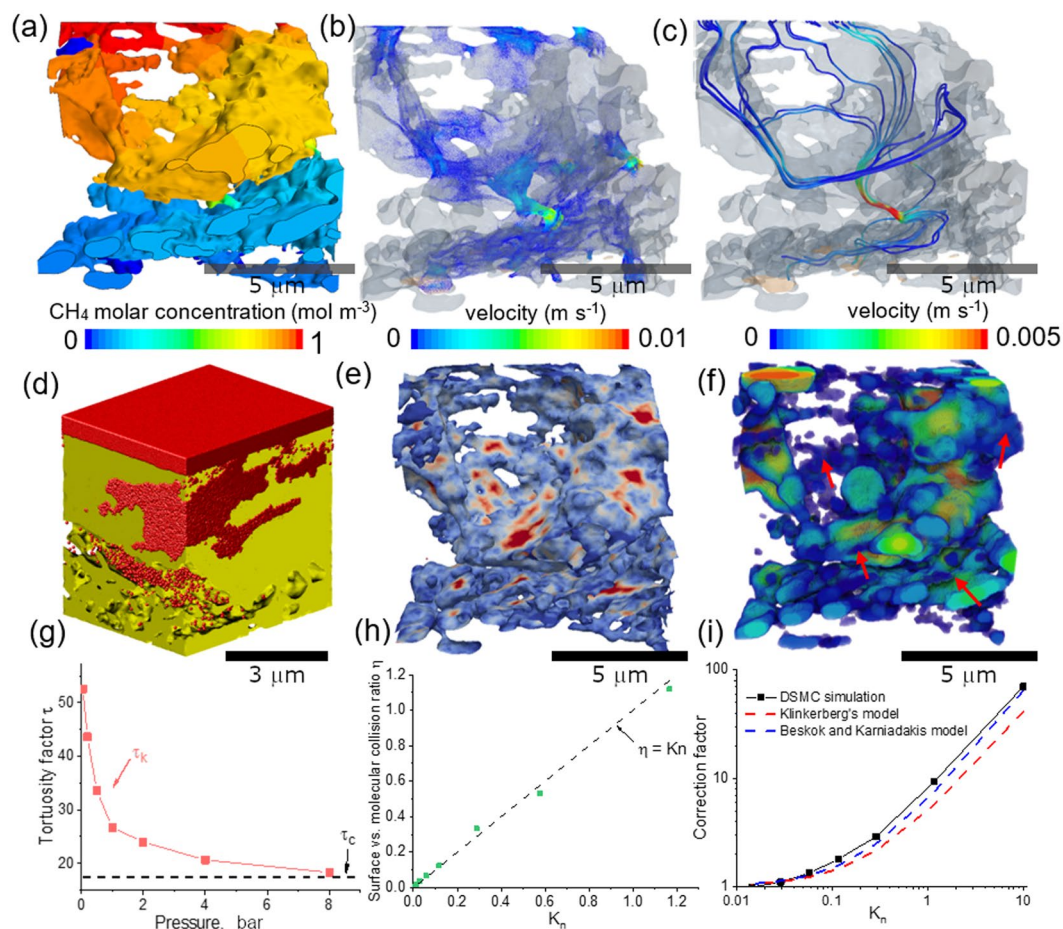 (a)
(b)
(c)
5 μm
5 μm
5 μm
CH₄ molar concentration (mol m⁻³)
velocity (m s⁻¹)
velocity (m s⁻¹)
0
1
0
0.01
0
0.005
(d)
(e)
(f)
3 μm
5 μm
5 μm
(g)
Tortuosity factor τ
50
40
30
20
τk
τc
0
2
4
6
8
Pressure, bar
(h)
Surface vs. molecular collision ratio η
1.2
1.0
0.8
0.6
0.4
0.2
0.0
η = Kn
0.0
0.2
0.4
0.6
0.8
1.0
1.2
Kn
(i)
Correction factor
100
10
1
DSMC simulation
Klinkerberg's model
Beskok and Karniadakis model
0.01
0.1
1
10
Kn